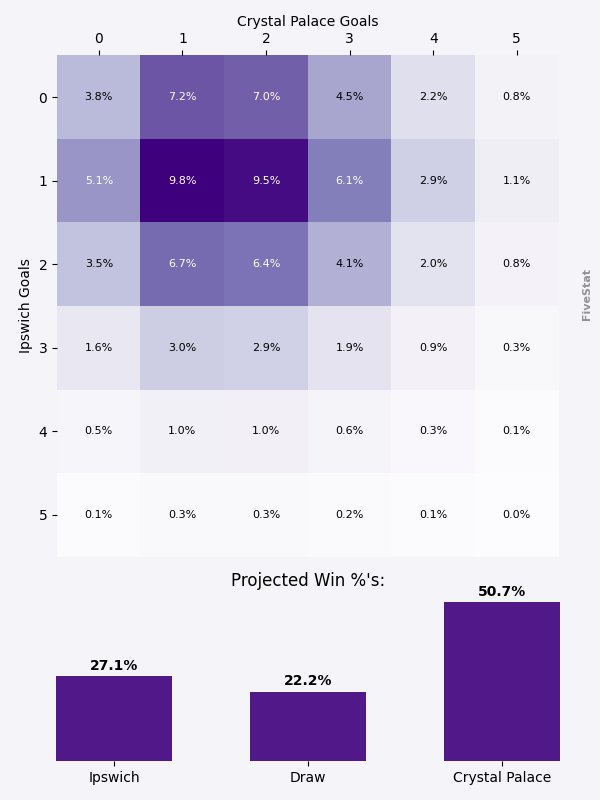 Crystal Palace Goals
0 1 2 3 4 5
Ipswich Goals
0 3.8% 7.2% 7.0% 4.5% 2.2% 0.8%
1 5.1% 9.8% 9.5% 6.1% 2.9% 1.1%
2 3.5% 6.7% 6.4% 4.1% 2.0% 0.8%
3 1.6% 3.0% 2.9% 1.9% 0.9% 0.3%
4 0.5% 1.0% 1.0% 0.6% 0.3% 0.1%
5 0.1% 0.3% 0.3% 0.2% 0.1% 0.0%
FiveStat
Projected Win %'s:
27.1% 22.2% 50.7%
Ipswich Draw Crystal Palace